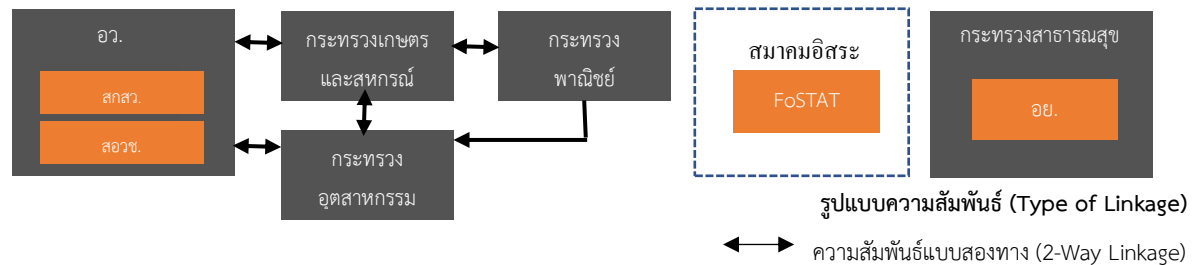 อว.
สกสว.
สอวช.
กระทรวงเกษตร
และสหกรณ์
กระทรวง
พาณิชย์
กระทรวง
อุตสาหกรรม
สมาคมอิสระ
FoSTAT
กระทรวงสาธารณสุข
อย.
รูปแบบความสัมพันธ์ (Type of Linkage)
ความสัมพันธ์แบบสองทาง (2-Way Linkage)